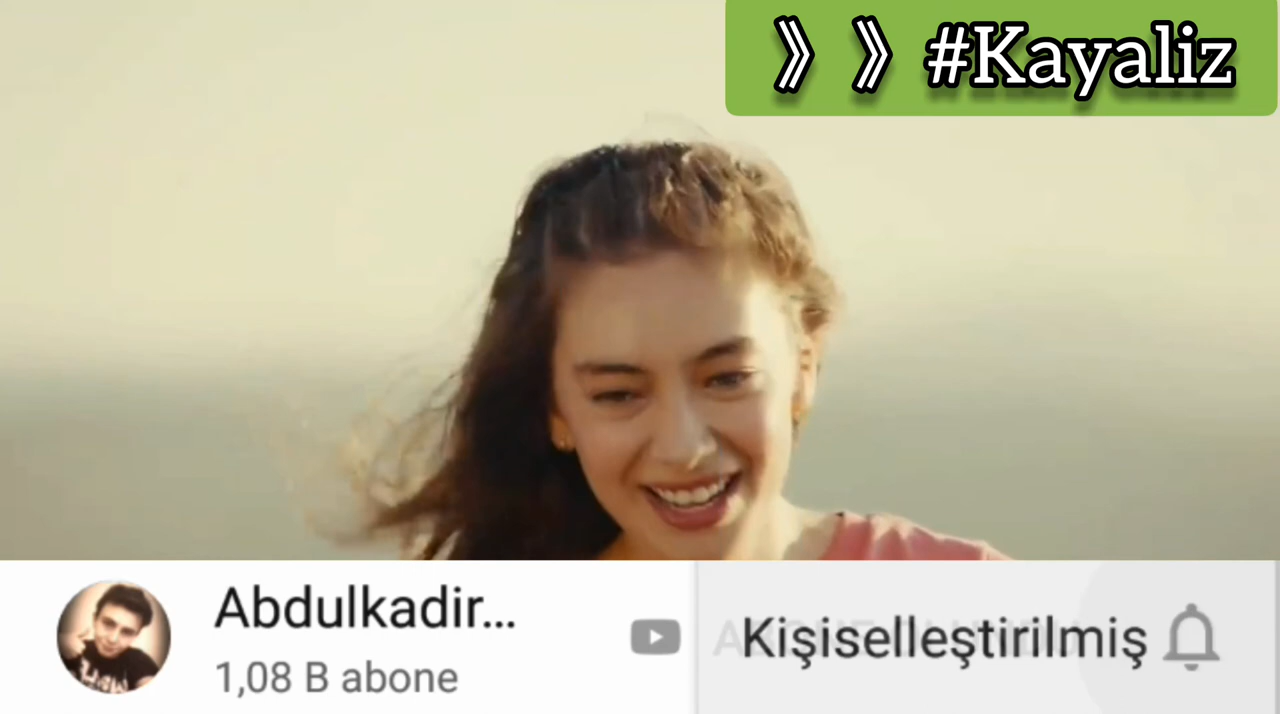 》 》 #Kayaliz
Abdulkadir...
1,08 B abone
Kişiselleştirilmiş